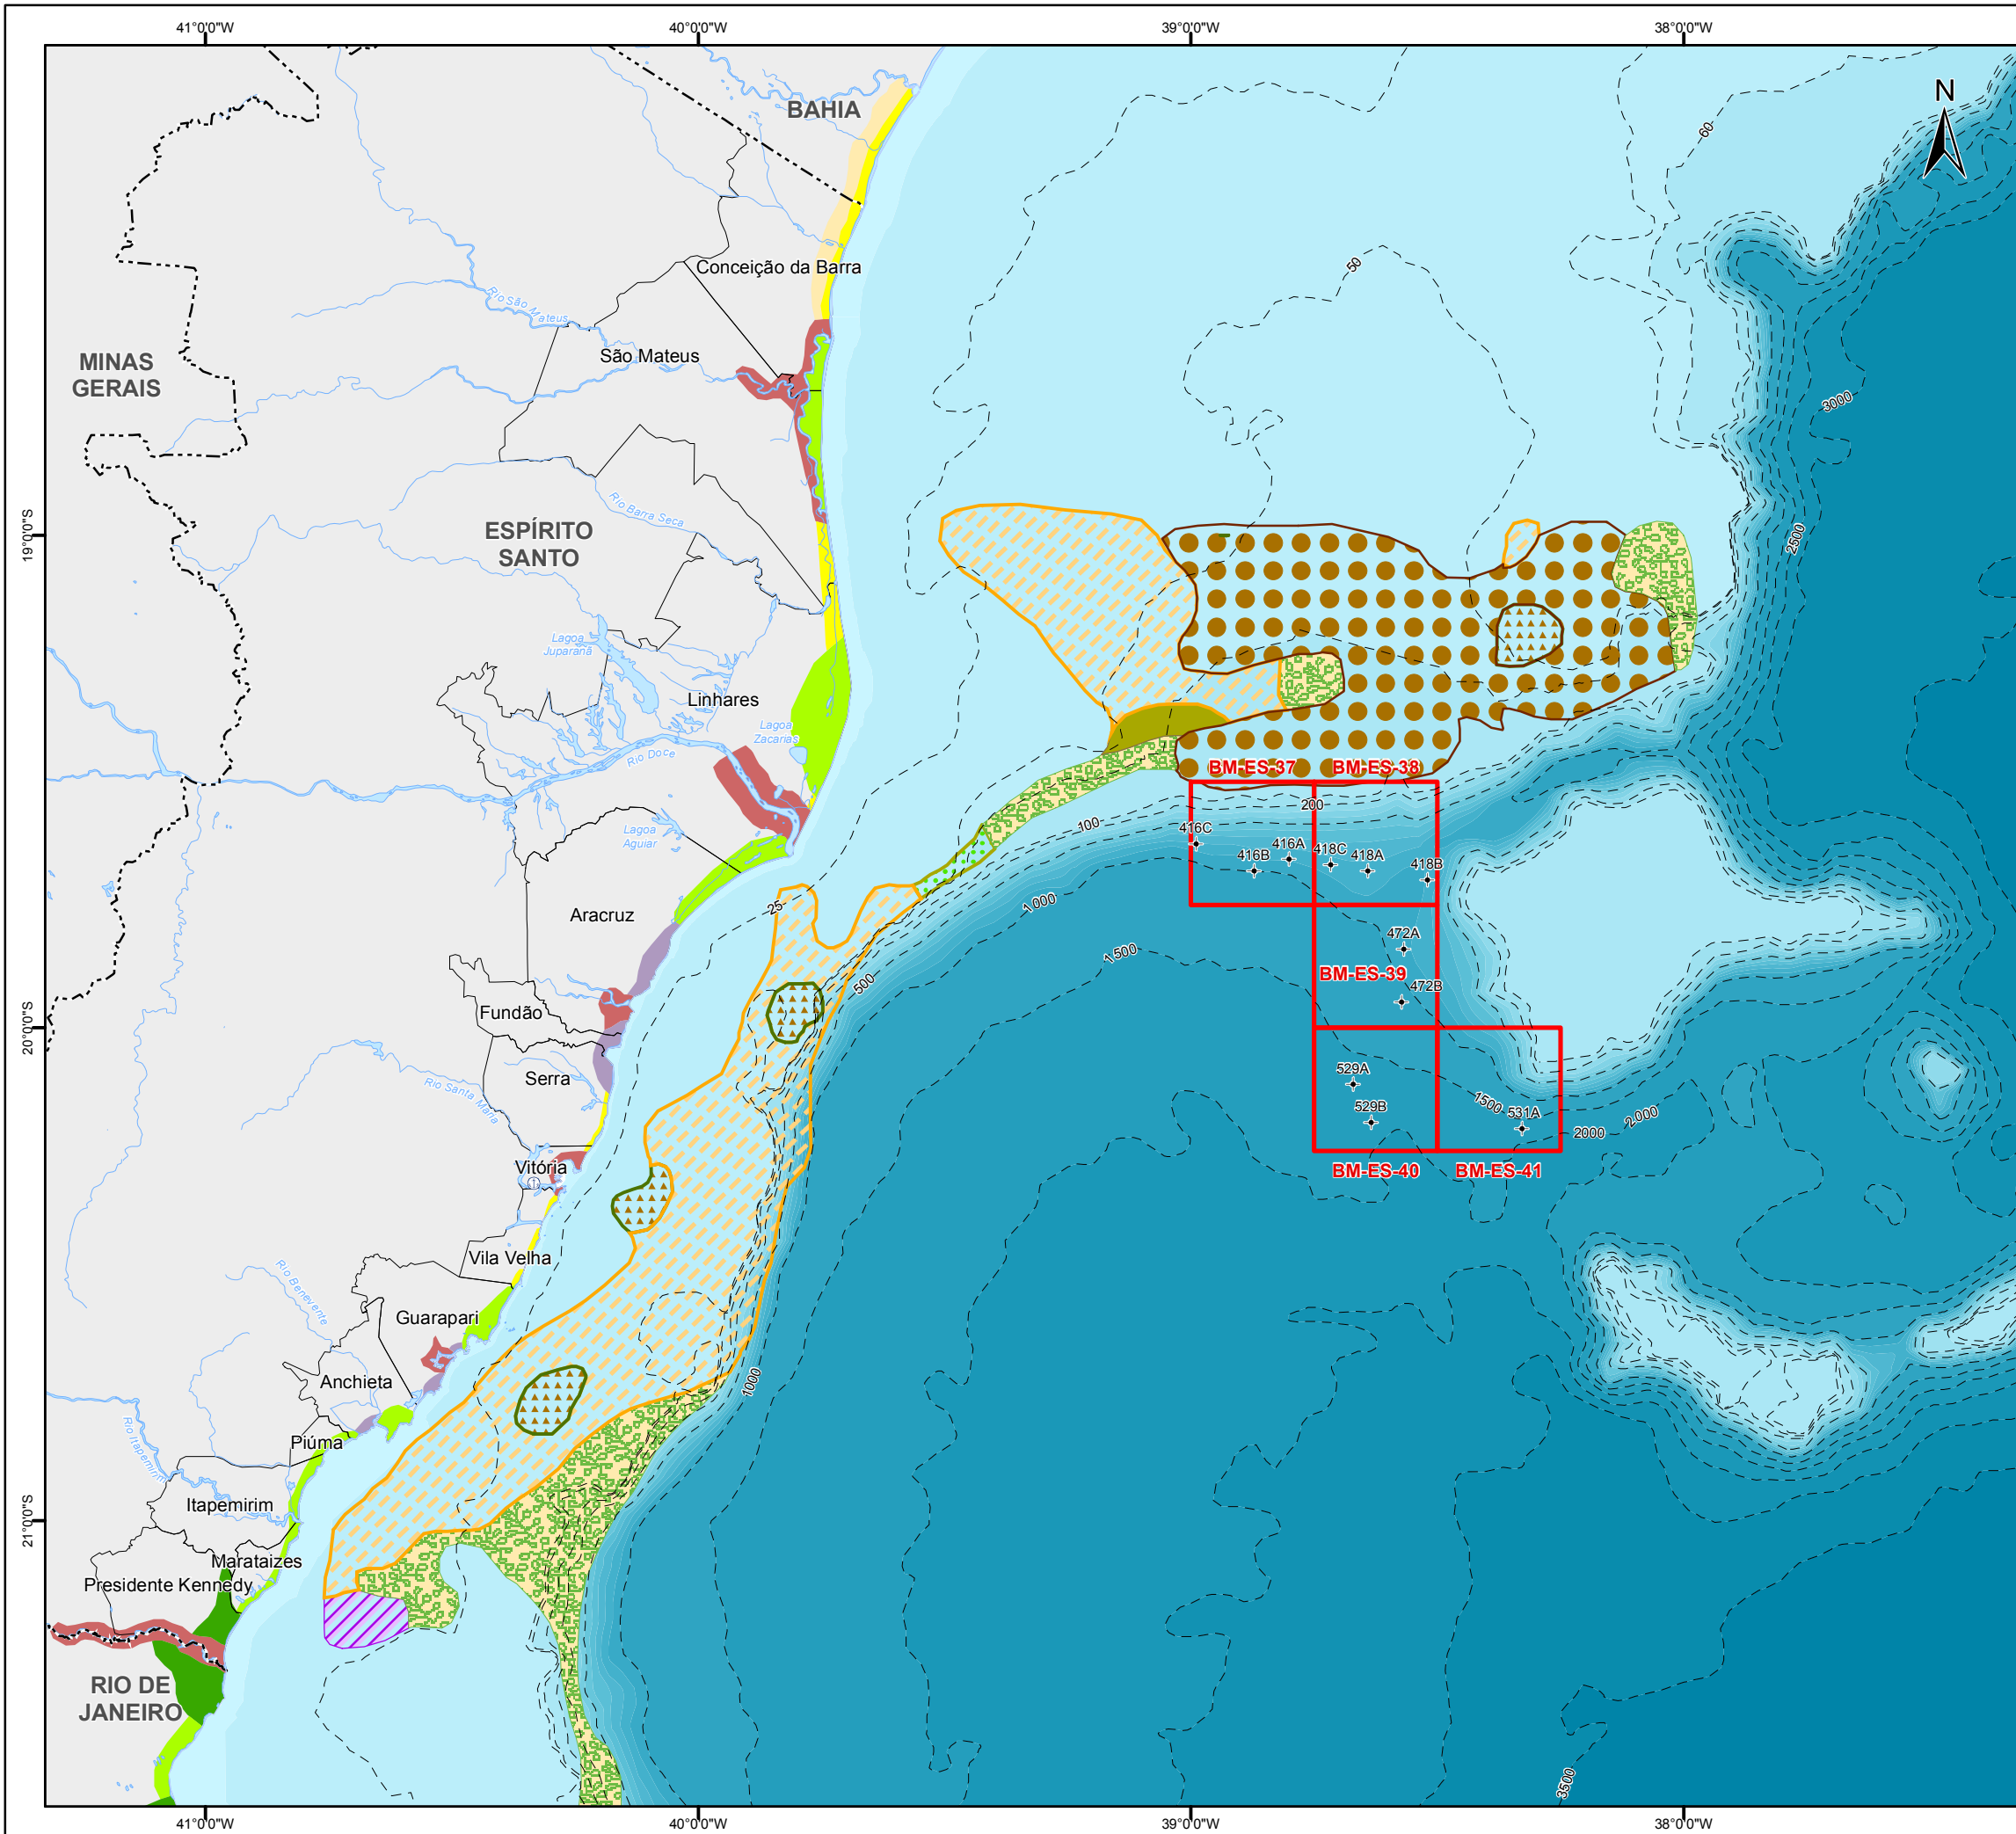 41°0'0"W
40°0'0"W
39°0'0"W
38°0'0"W
N
BAHIA
60
50
Conceição da Barra
Rio São Mateus
São Mateus
MINAS
GERAIS
3000
Rio Barra Seca
19°0'0"S
ESPÍRITO
SANTO
2500
Lagoa
Juparanã
Linhares
Lagoa
Zacarias
Rio Doce
BM-ES-37
BM-ES-38
200
100
416C
Lagoa
Aguiar
416B
416A
418C
418A
418B
25
1.000
Aracruz
472A
1.500
BM-ES-39
500
472B
Fundão
20°0'0"S
Serra
529A
Rio Santa Maria
529B
1500
531A
2.000
2000
Vitória
BM-ES-40
BM-ES-41
Vila Velha
Rio Benevente
Guarapari
Anchieta
1000
Piúma
Rio Itapemirim
Itapemirim
21°0'0"S
Marataizes
Presidente Kennedy
RIO DE
JANEIRO
3500
41°0'0"W
40°0'0"W
39°0'0"W
38°0'0"W